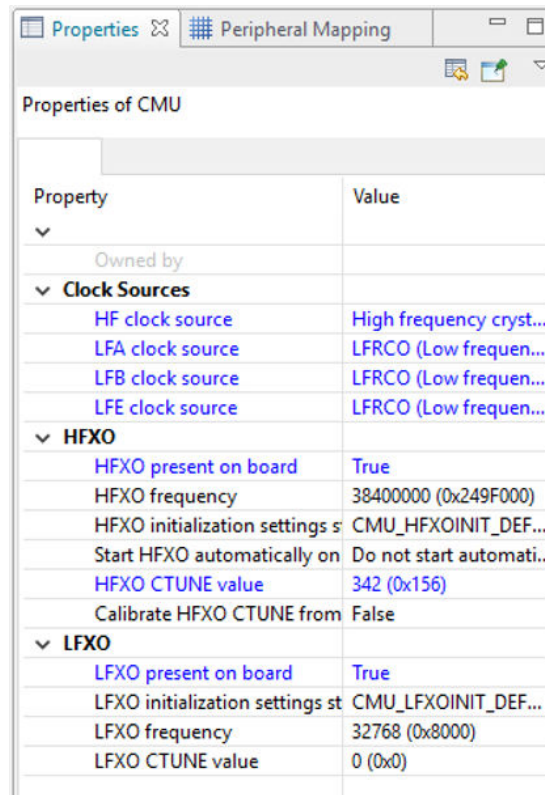 Properties Peripheral Mapping
Properties of CMU
Property Value
Owned by
Clock Sources
HF clock source High frequency cryst...
LFA clock source LFRCO (Low frequen...
LFB clock source LFRCO (Low frequen...
LFE clock source LFRCO (Low frequen...
HFXO
HFXO present on board True
HFXO frequency 38400000 (0x249F000)
HFXO initialization settings s CMU_HFXOINIT_DEF...
Start HFXO automatically on Do not start automati...
HFXO CTUNE value 342 (0x156)
Calibrate HFXO CTUNE from False
LFXO
LFXO present on board True
LFXO initialization settings st CMU_LFXOINIT_DEF...
LFXO frequency 32768 (0x8000)
LFXO CTUNE value 0 (0x0)